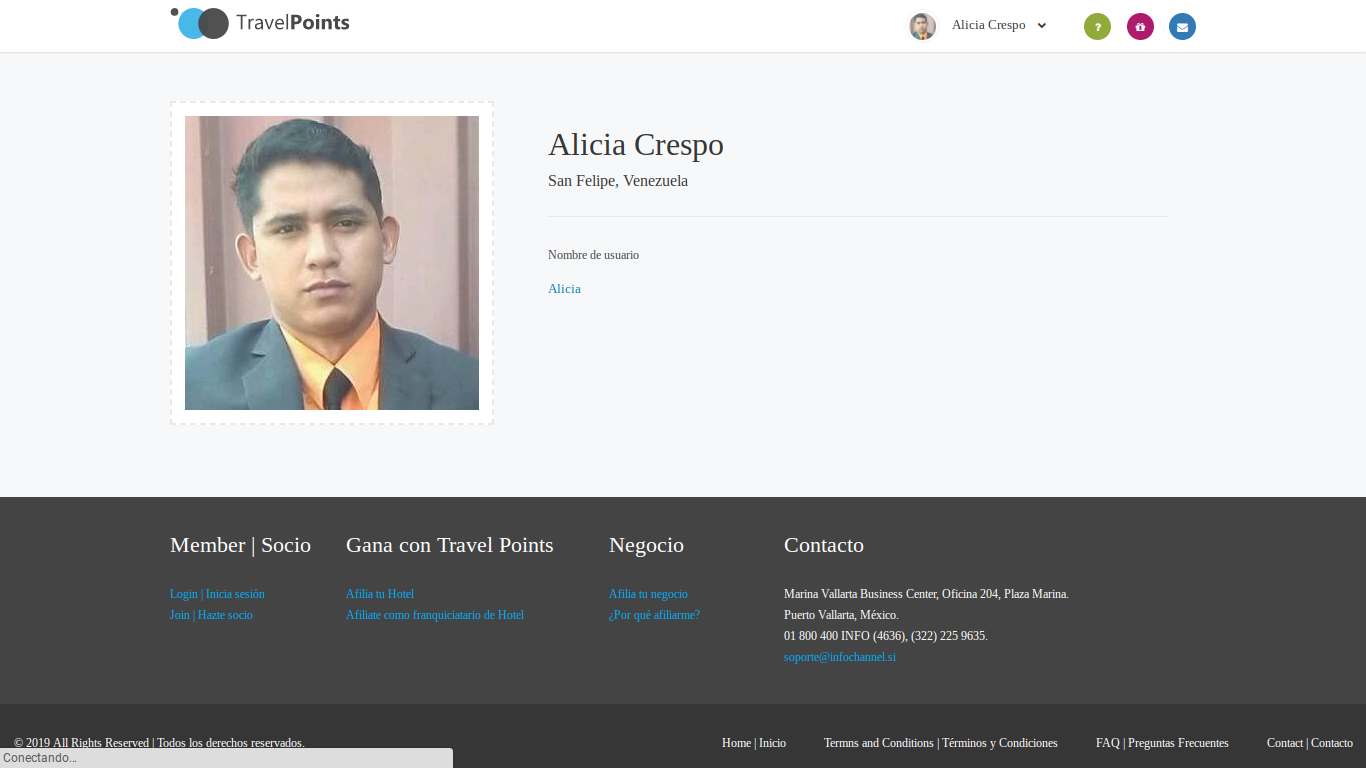 TravelPoints
Alicia Crespo
?
Alicia Crespo
San Felipe, Venezuela
Nombre de usuario
Alicia
Member | Socio
Login | Inicia sesión
Join | Hazte socio
Gana con Travel Points
Afilia tu Hotel
Afiliate como franquiciatario de Hotel
Negocio
Afilia tu negocio
¿Por qué afiliarme?
Contacto
Marina Vallarta Business Center, Oficina 204, Plaza Marina.
Puerto Vallarta, México.
01 800 400 INFO (4636), (322) 225 9635.
soporte@infochannel.si
© 2019 All Rights Reserved | Todos los derechos reservados.
Home | Inicio
Termns and Conditions | Términos y Condiciones
FAQ | Preguntas Frecuentes
Contact | Contacto
Conectando...